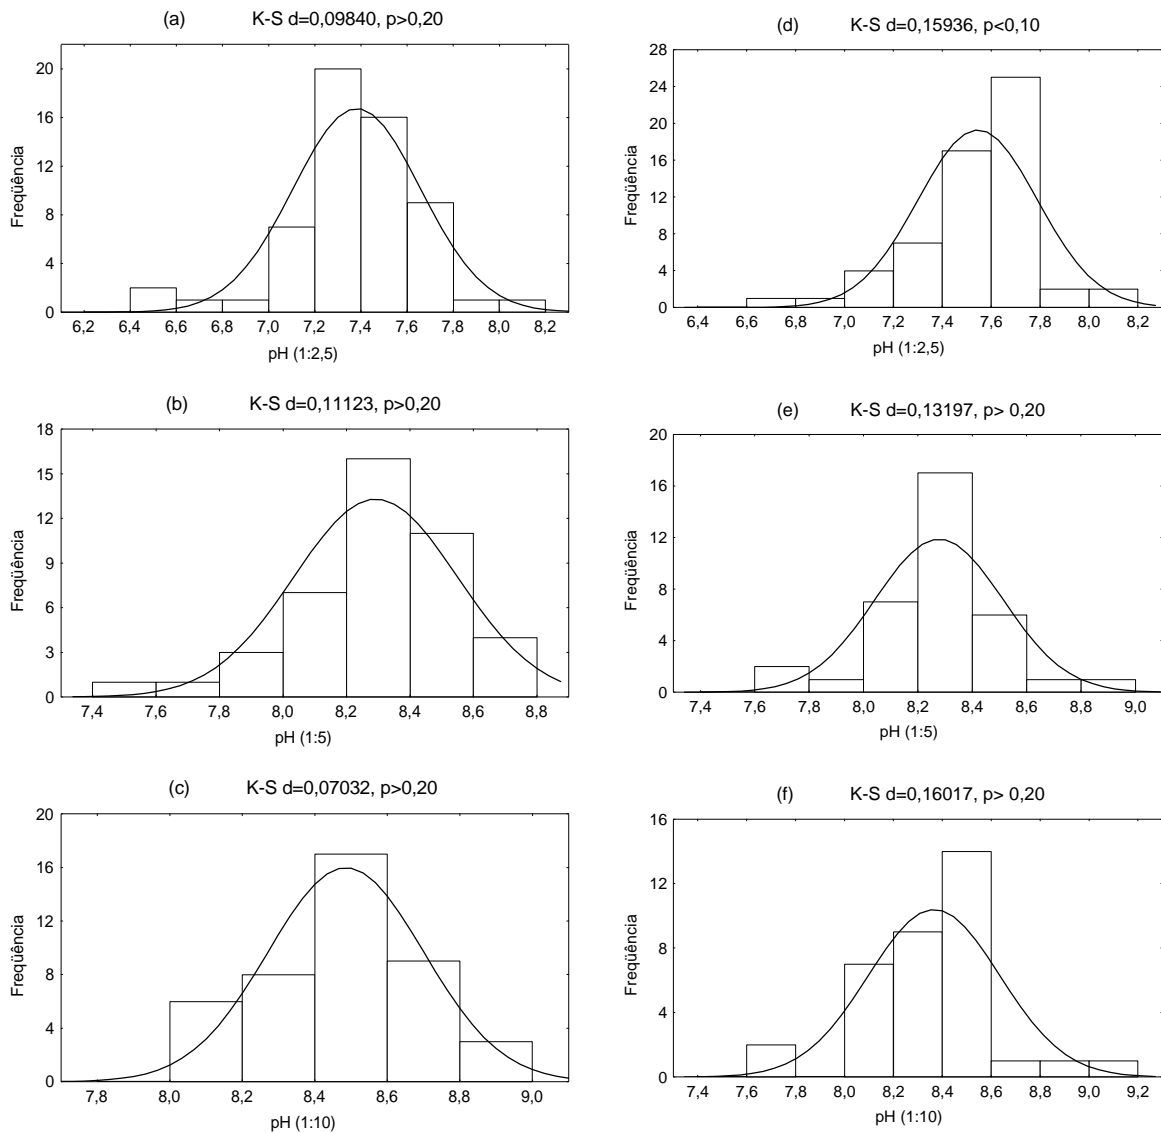 (a) K-S d=0,09840, p>0,20
20
16
12
8
4
0
Freqüência
6,2 6,4 6,6 6,8 7,0 7,2 7,4 7,6 7,8 8,0 8,2
pH (1:2,5)
(d) K-S d=0,15936, p<0,10
28
24
20
16
12
8
4
0
Freqüência
6,4 6,6 6,8 7,0 7,2 7,4 7,6 7,8 8,0 8,2
pH (1:2,5)
(b) K-S d=0,11123, p>0,20
18
15
12
9
6
3
0
Freqüência
7,4 7,6 7,8 8,0 8,2 8,4 8,6 8,8
pH (1:5)
(e) K-S d=0,13197, p> 0,20
20
16
12
8
4
0
Freqüência
7,4 7,6 7,8 8,0 8,2 8,4 8,6 8,8 9,0
pH (1:5)
(c) K-S d=0,07032, p>0,20
20
16
12
8
4
0
Freqüência
7,8 8,0 8,2 8,4 8,6 8,8 9,0
pH (1:10)
(f) K-S d=0,16017, p> 0,20
16
12
8
4
0
Freqüência
7,4 7,6 7,8 8,0 8,2 8,4 8,6 8,8 9,0 9,2
pH (1:10)